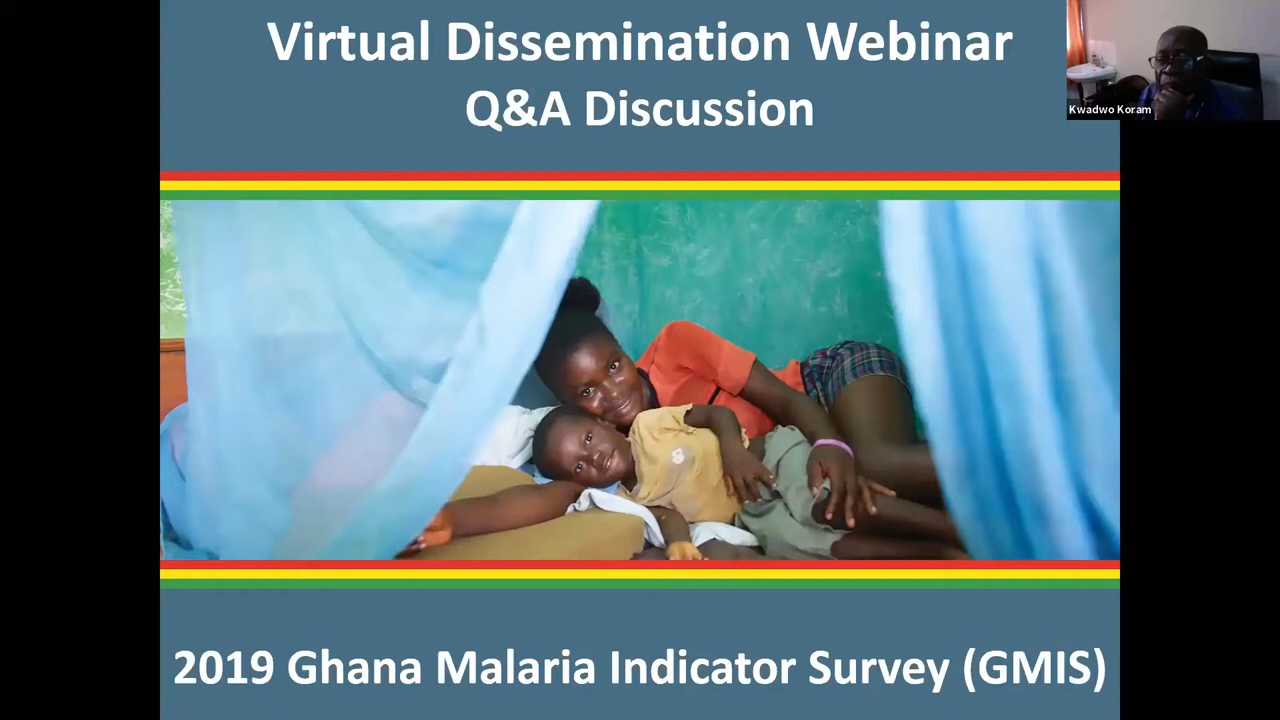 Virtual Dissemination Webinar
Q&A Discussion
Kwadwo Koram
2019 Ghana Malaria Indicator Survey (GMIS)